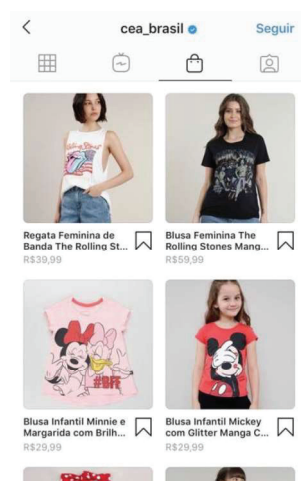 cea_brasil
Seguir
Regata Feminina de
Banda The Rolling St...
R$39,99
Blusa Feminina The
Rolling Stones Mang...
R$59,99
#BFF
Blusa Infantil Minnie e
Margarida com Brilh...
R$29,99
Blusa Infantil Mickey
com Glitter Manga C...
R$29,99